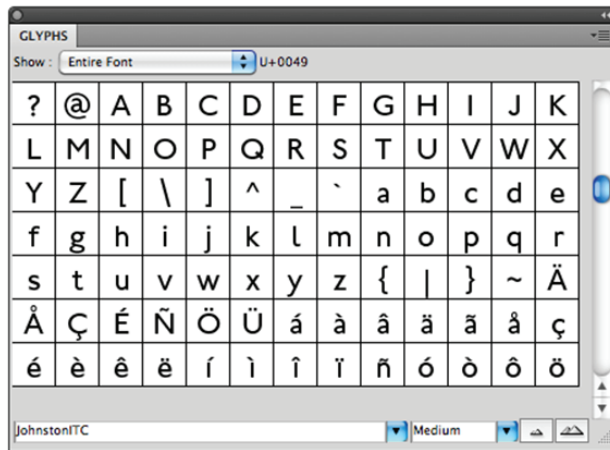 GLYPHS
Show : Entire Font U+0049
? @ A B C D E F G H I J K
L M N O P Q R S T U V W X
Y Z [ \ ] ^ _ ` a b c d e
f g h i j k l m n o p q r
s t u v w x y z { | } ~ Ä
Å Ç É Ñ Ö Ü á à â ä ã å ç
é è ê ë í ì î ï ñ ó ò ô ö
JohnstonITC Medium